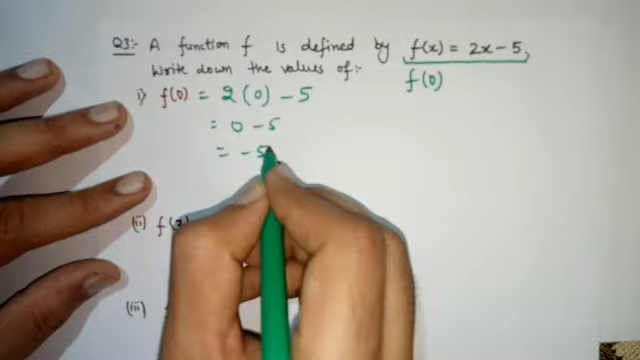 Q3:- A function f is defined by f(x) = 2x - 5,
Write down the values of:-
f(0)
i) f(0) = 2(0) - 5
= 0 - 5
= - 5
(ii) f(
(iii)